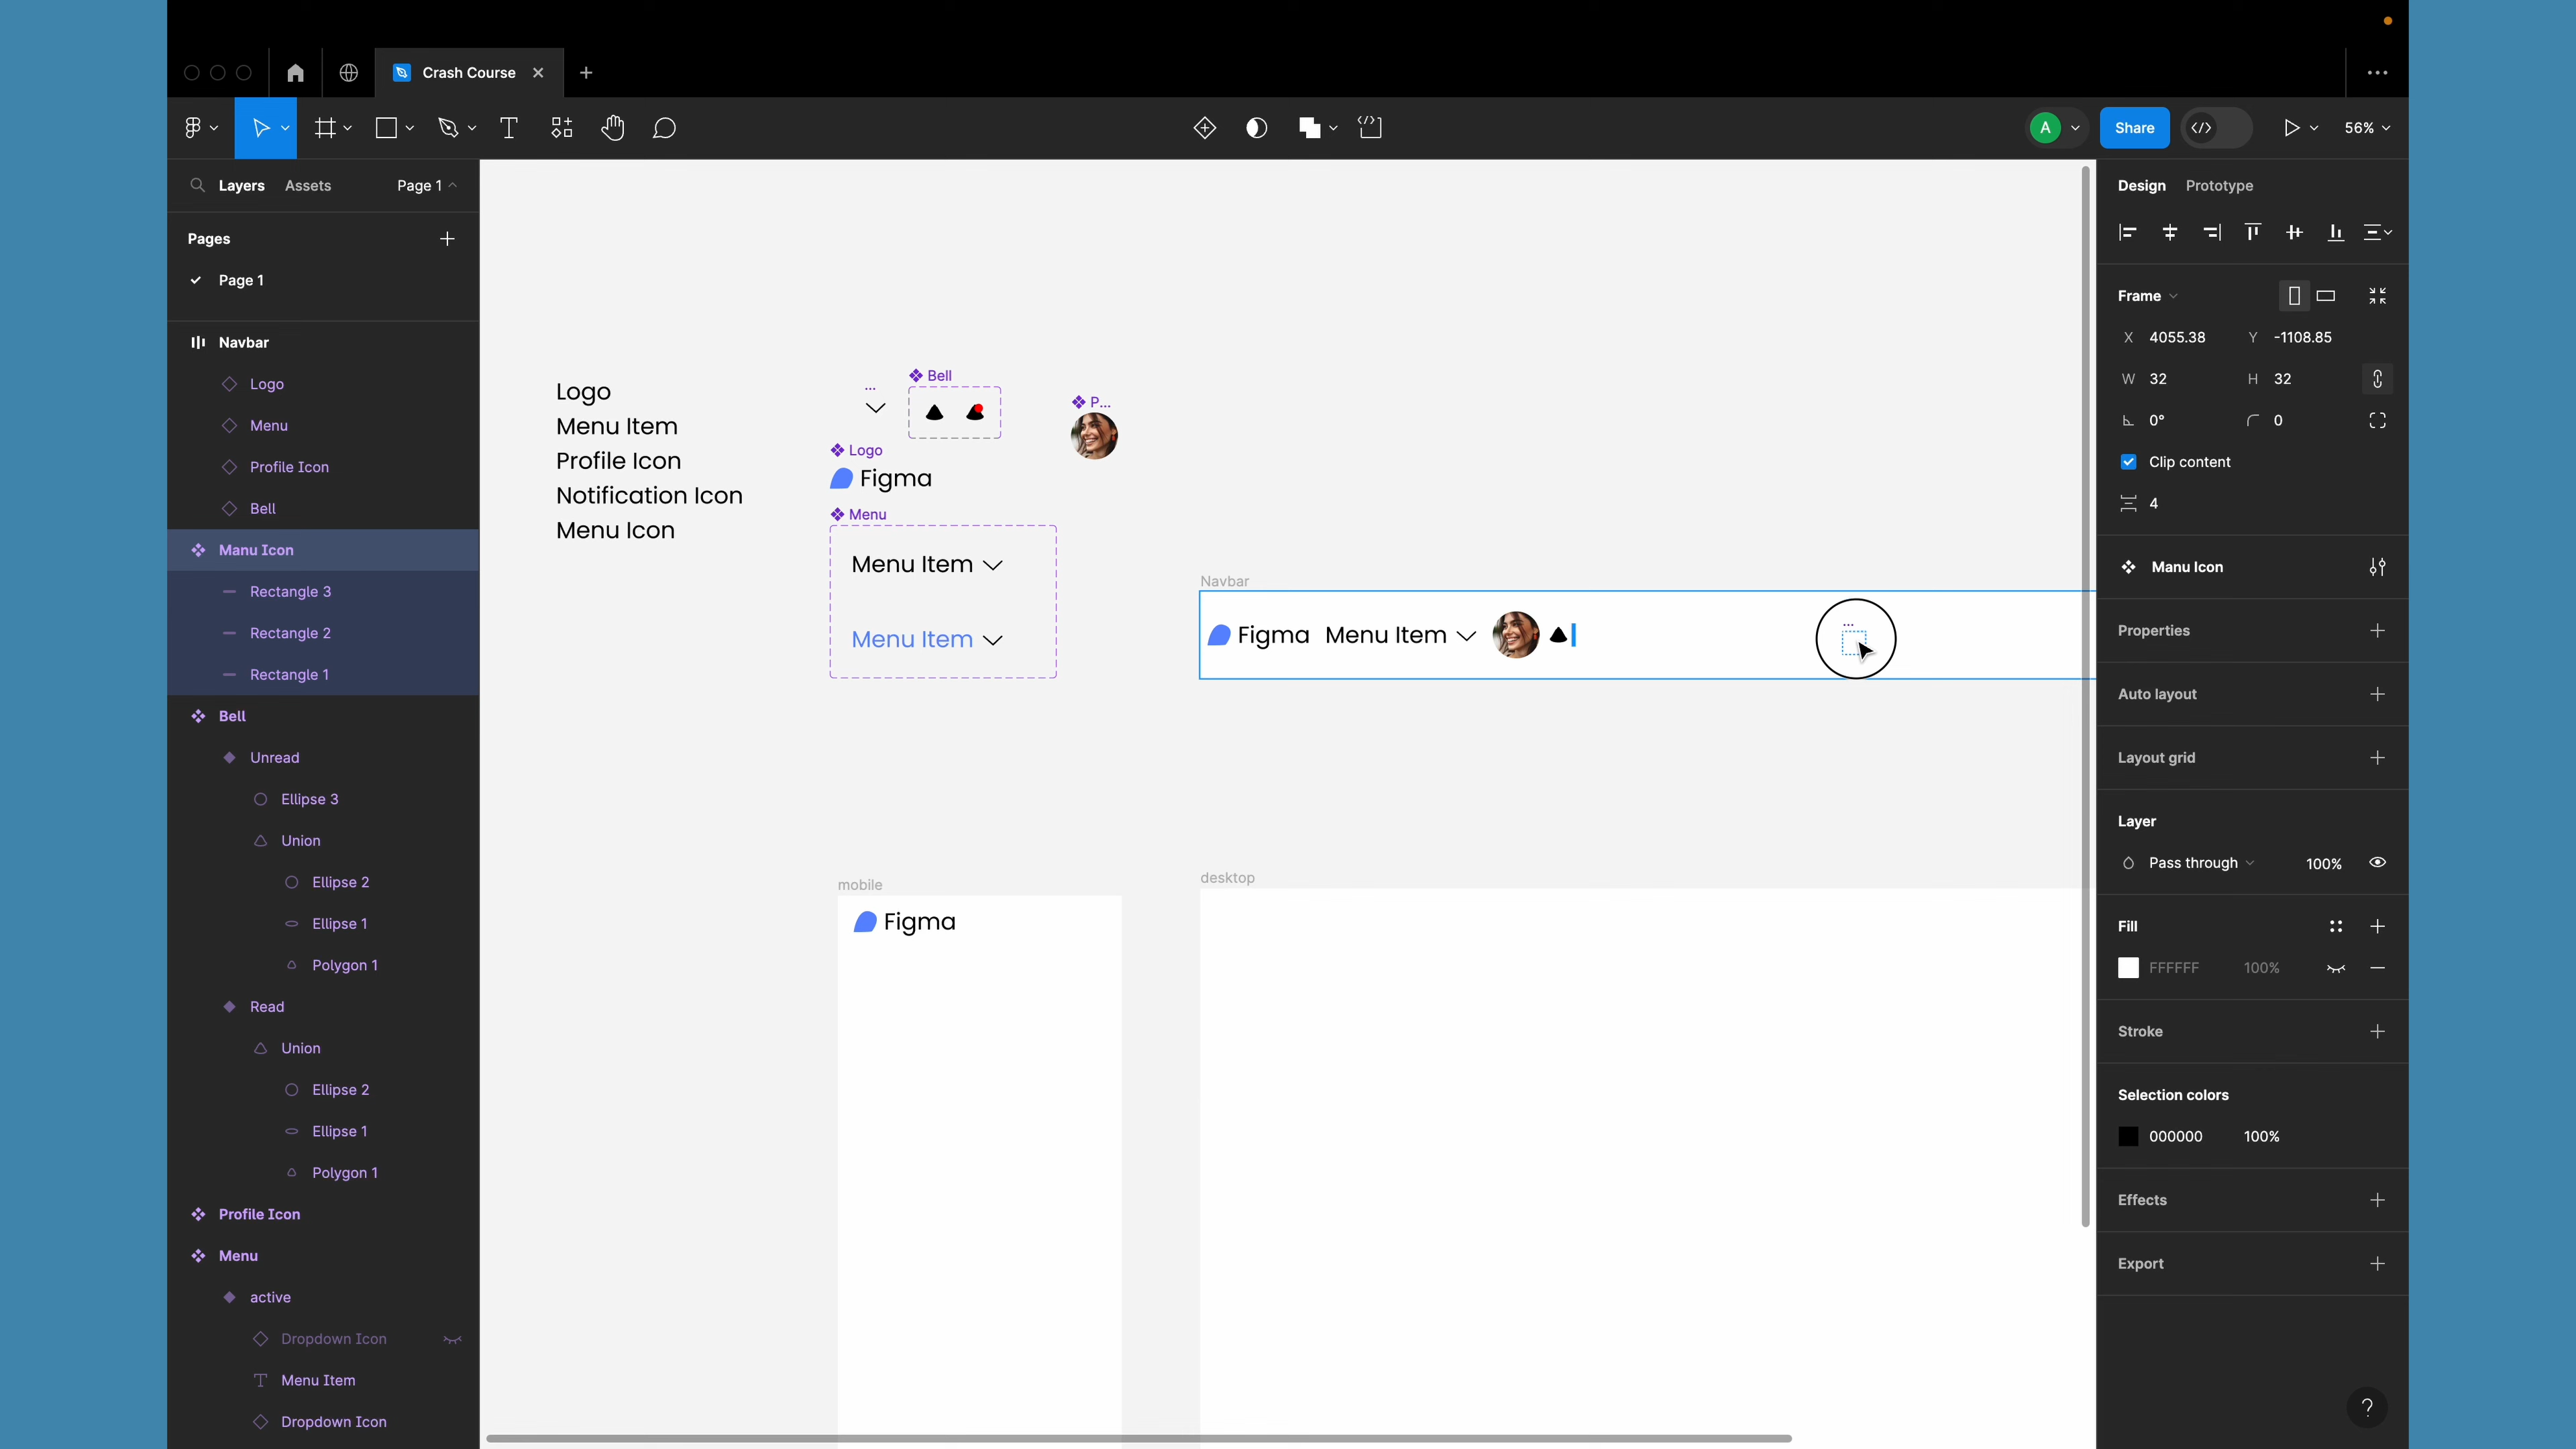 Crash Course
A
Share
56%
Layers Assets Page 1
Pages
Page 1
Navbar
Logo
Menu
Profile Icon
Bell
Manu Icon
Rectangle 3
Rectangle 2
Rectangle 1
Bell
Unread
Ellipse 3
Union
Ellipse 2
Ellipse 1
Polygon 1
Read
Union
Ellipse 2
Ellipse 1
Polygon 1
Profile Icon
Menu
active
Dropdown Icon
Menu Item
Dropdown Icon
Logo
Menu Item
Profile Icon
Notification Icon
Menu Icon
...
Bell
P...
Logo
Figma
Menu
Menu Item
Menu Item
Navbar
Figma Menu Item
...
mobile
Figma
desktop
Design Prototype
Frame
X 4055.38 Y -1108.85
W 32 H 32
0° 0
Clip content
4
Manu Icon
Properties
Auto layout
Layout grid
Layer
Pass through 100%
Fill
FFFFFF 100%
Stroke
Selection colors
000000 100%
Effects
Export
?